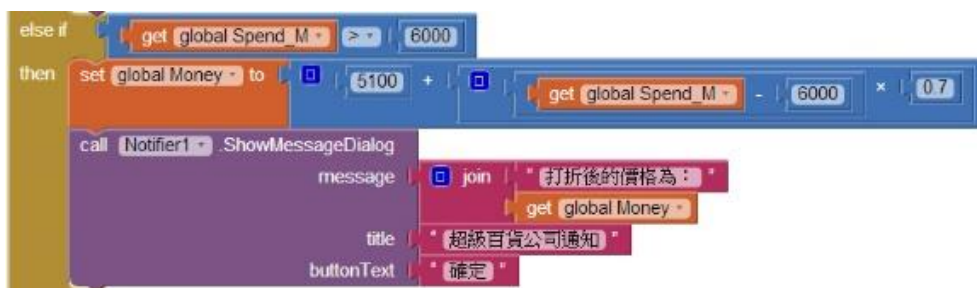 else if get global Spend_M > 6000
then set global Money to 5100 + get global Spend_M - 6000 × 0.7
call Notifier1 .ShowMessageDialog
message join " 打折後的價格為： "
get global Money
title " 超級百貨公司通知 "
buttonText " 確定 "